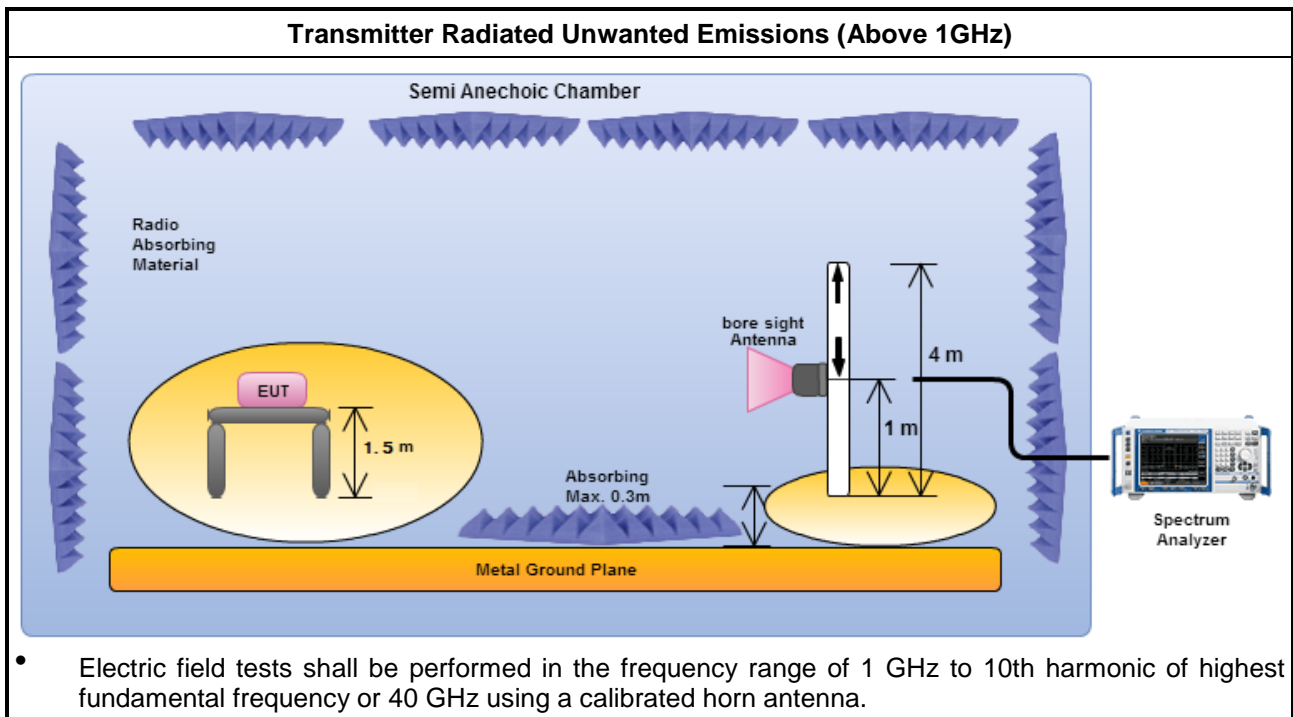 Transmitter Radiated Unwanted Emissions (Above 1GHz)
Semi Anechoic Chamber
Radio
Absorbing
Material
bore sight
Antenna
4 m
EUT
1.5 m
1 m
Absorbing
Max. 0.3m
Spectrum
Analyzer
Metal Ground Plane
• Electric field tests shall be performed in the frequency range of 1 GHz to 10th harmonic of highest
fundamental frequency or 40 GHz using a calibrated horn antenna.